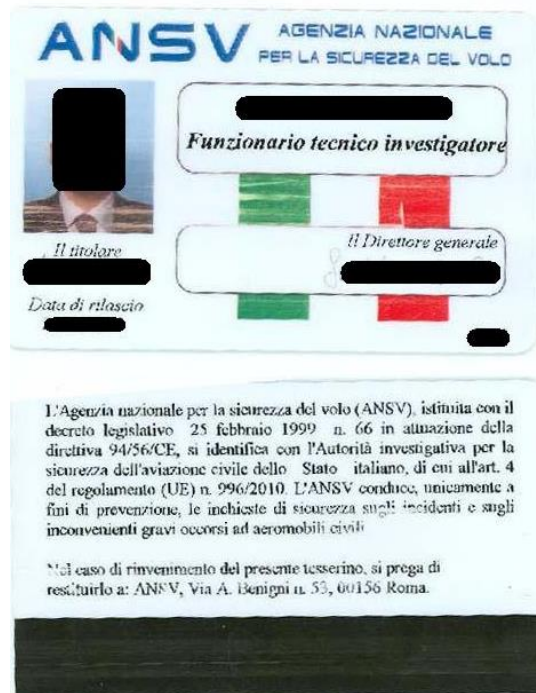 ANSV
AGENZIA NAZIONALE
PER LA SICUREZZA DEL VOLO
Funzionario tecnico investigatore
Il titolare
Il Direttore generale
Data di rilascio
L'Agenzia nazionale per la sicurezza del volo (ANSV), istituita con il
decreto legislativo 25 febbraio 1999 n. 66 in attuazione della
direttiva 94/56/CE, si identifica con l'Autorità investigativa per la
sicurezza dell'aviazione civile dello Stato italiano, di cui all'art. 4
del regolamento (UE) n. 996/2010. L'ANSV conduce, unicamente a
fini di prevenzione, le inchieste di sicurezza sugli incidenti e sugli
inconvenienti gravi occorsi ad aeromobili civili
Nel caso di rinvenimento del presente tesserino, si prega di
restituirlo a: ANSV, Via A. Benigni n. 53, 00156 Roma.